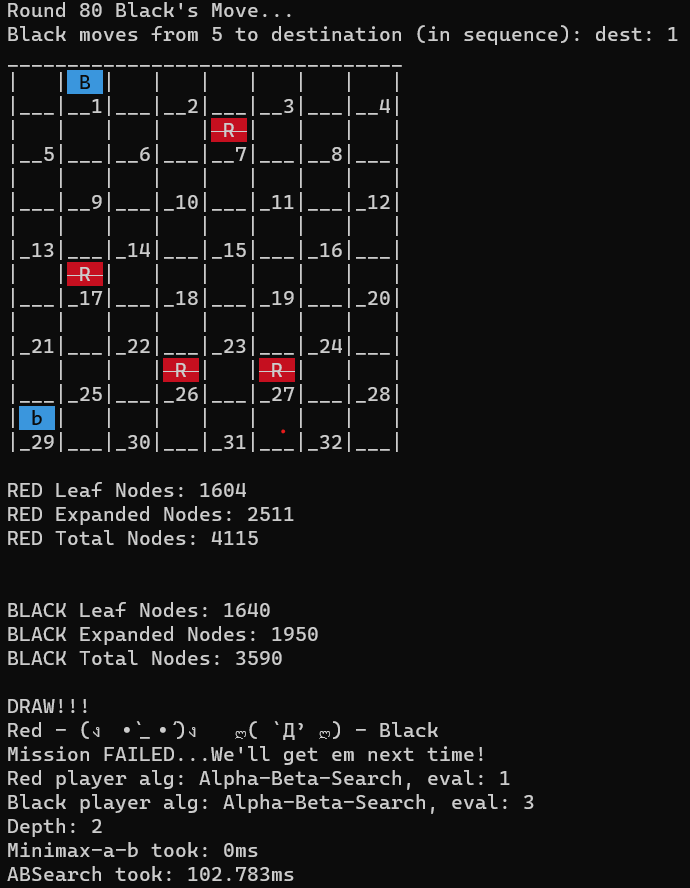 Round 80 Black's Move...
Black moves from 5 to destination (in sequence): dest: 1
_________________________________
|   | B |   |   |   |   |   |   |
|___|__1|___|__2|___|__3|___|__4|
|   |   |   |   | R |   |   |   |
|__5|___|__6|___|__7|___|__8|___|
|   |   |   |   |   |   |   |   |
|___|__9|___|_10|___|_11|___|_12|
|   |   |   |   |   |   |   |   |
|_13|___|_14|___|_15|___|_16|___|
|   | R |   |   |   |   |   |   |
|___|_17|___|_18|___|_19|___|_20|
|   |   |   |   |   |   |   |   |
|_21|___|_22|___|_23|___|_24|___|
|   |   |   | R |   | R |   |   |
|___|_25|___|_26|___|_27|___|_28|
| b |   |   |   |   |   |   |   |
|_29|___|_30|___|_31|___|_32|___|
RED Leaf Nodes: 1604
RED Expanded Nodes: 2511
RED Total Nodes: 4115
BLACK Leaf Nodes: 1640
BLACK Expanded Nodes: 1950
BLACK Total Nodes: 3590
DRAW!!!
Red - (ง •̀_•́)ง   ლ( `Д’ ლ) - Black
Mission FAILED...We'll get em next time!
Red player alg: Alpha-Beta-Search, eval: 1
Black player alg: Alpha-Beta-Search, eval: 3
Depth: 2
Minimax-a-b took: 0ms
ABSearch took: 102.783ms